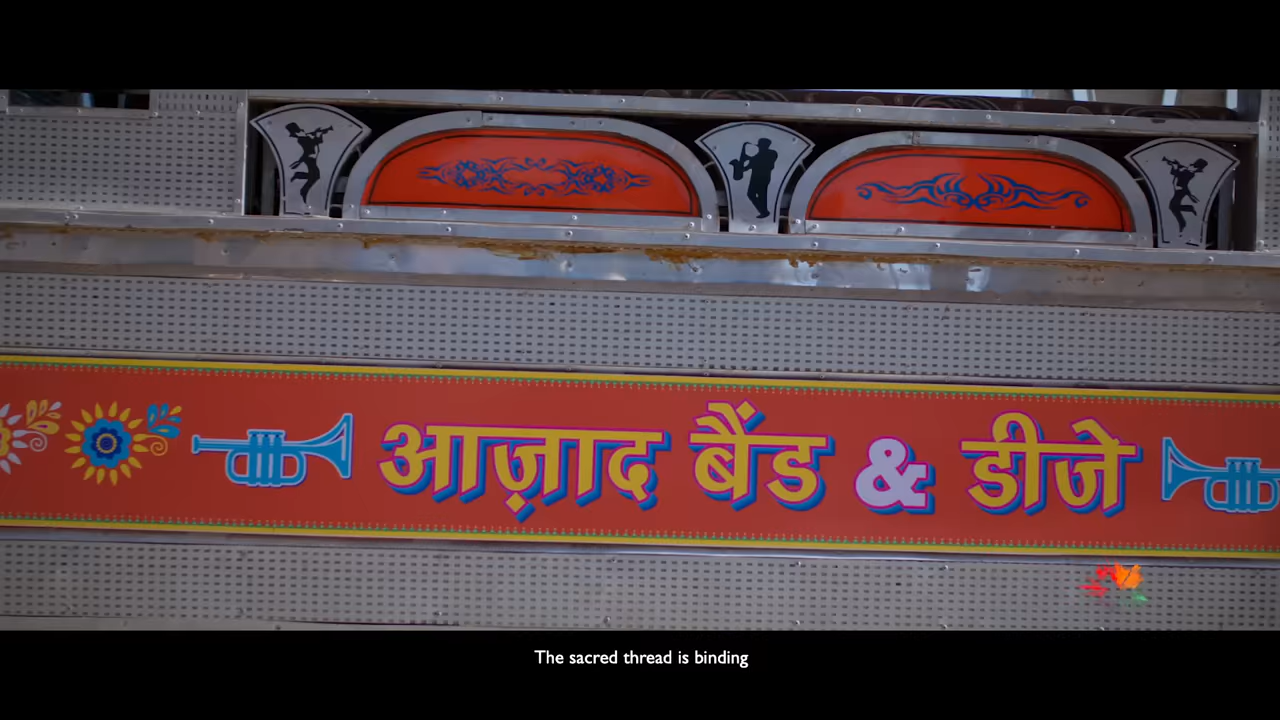 आज़ाद बैंड & डीजे
The sacred thread is binding